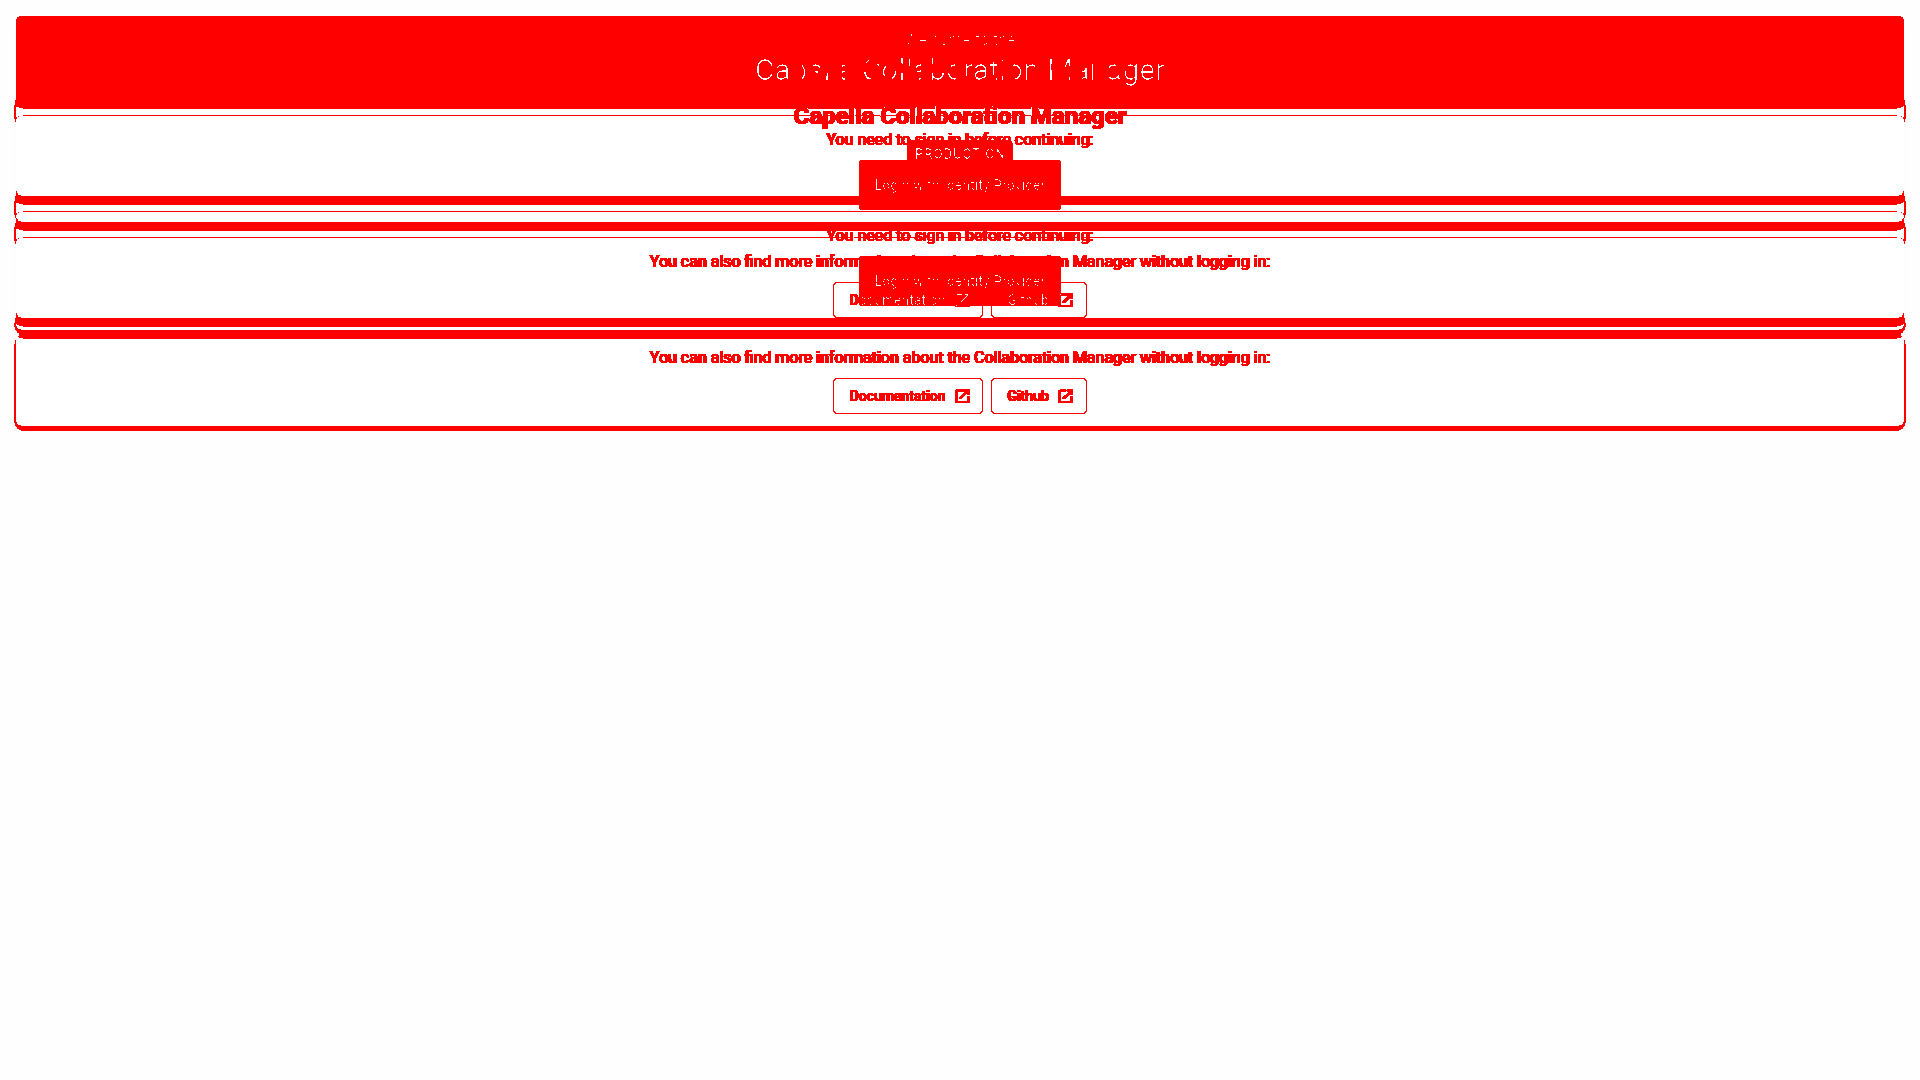 Capella Collaboration Manager
Capella Collaboration Manager
You need to sign in before continuing:
PRODUCTION
Login with Identity Provider
You need to sign in before continuing:
You can also find more information about the Collaboration Manager without logging in:
Login with Identity Provider
Documentation Github
You can also find more information about the Collaboration Manager without logging in:
Documentation Github